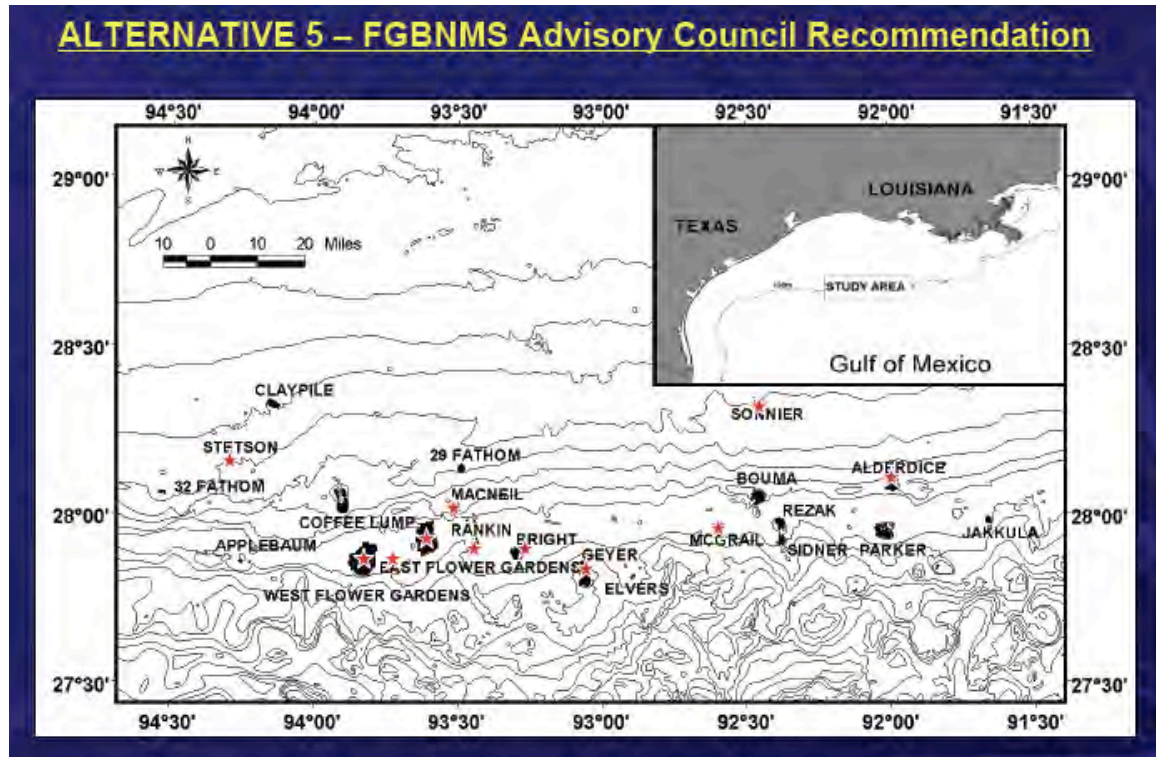 ALTERNATIVE 5 – FGBNMS Advisory Council Recommendation
94°30' 94°00' 93°30' 93°00' 92°30' 92°00' 91°30'
N
W E
S
29°00' 29°00'
10 0 10 20 Miles
LOUISIANA
TEXAS
STUDY AREA
Gulf of Mexico
28°30' 28°30'
CLAYPILE
SONNIER
STETSON
29 FATHOM
ALDERDICE
32 FATHOM
BOUMA
MACNEIL
28°00' 28°00'
COFFEE LUMP
RANKIN
REZAK
JAKKULA
APPLEBAUM
BRIGHT
MCGRAIL
SIDNER
PARKER
GEYER
EAST FLOWER GARDENS
ELVERS
WEST FLOWER GARDENS
27°30' 27°30'
94°30' 94°00' 93°30' 93°00' 92°30' 92°00' 91°30'